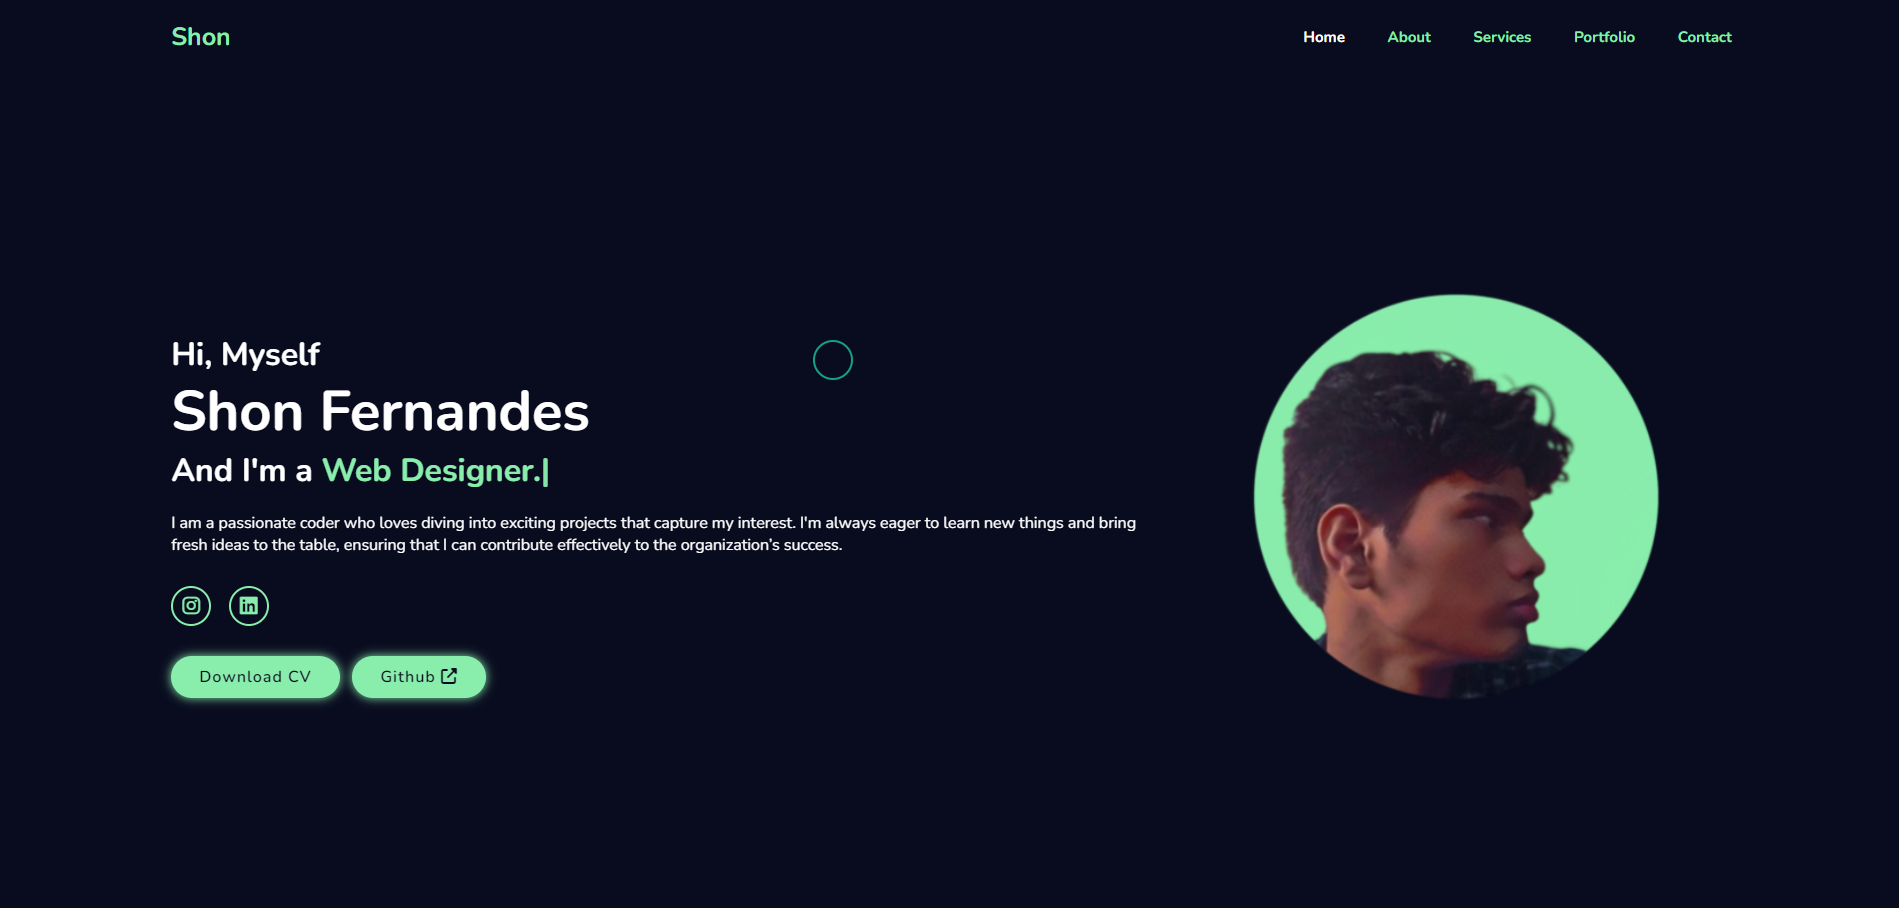 Shon
Home About Services Portfolio Contact
Hi, Myself
Shon Fernandes
And I'm a Web Designer.|
I am a passionate coder who loves diving into exciting projects that capture my interest. I'm always eager to learn new things and bring
fresh ideas to the table, ensuring that I can contribute effectively to the organization’s success.
in
Download CV
Github